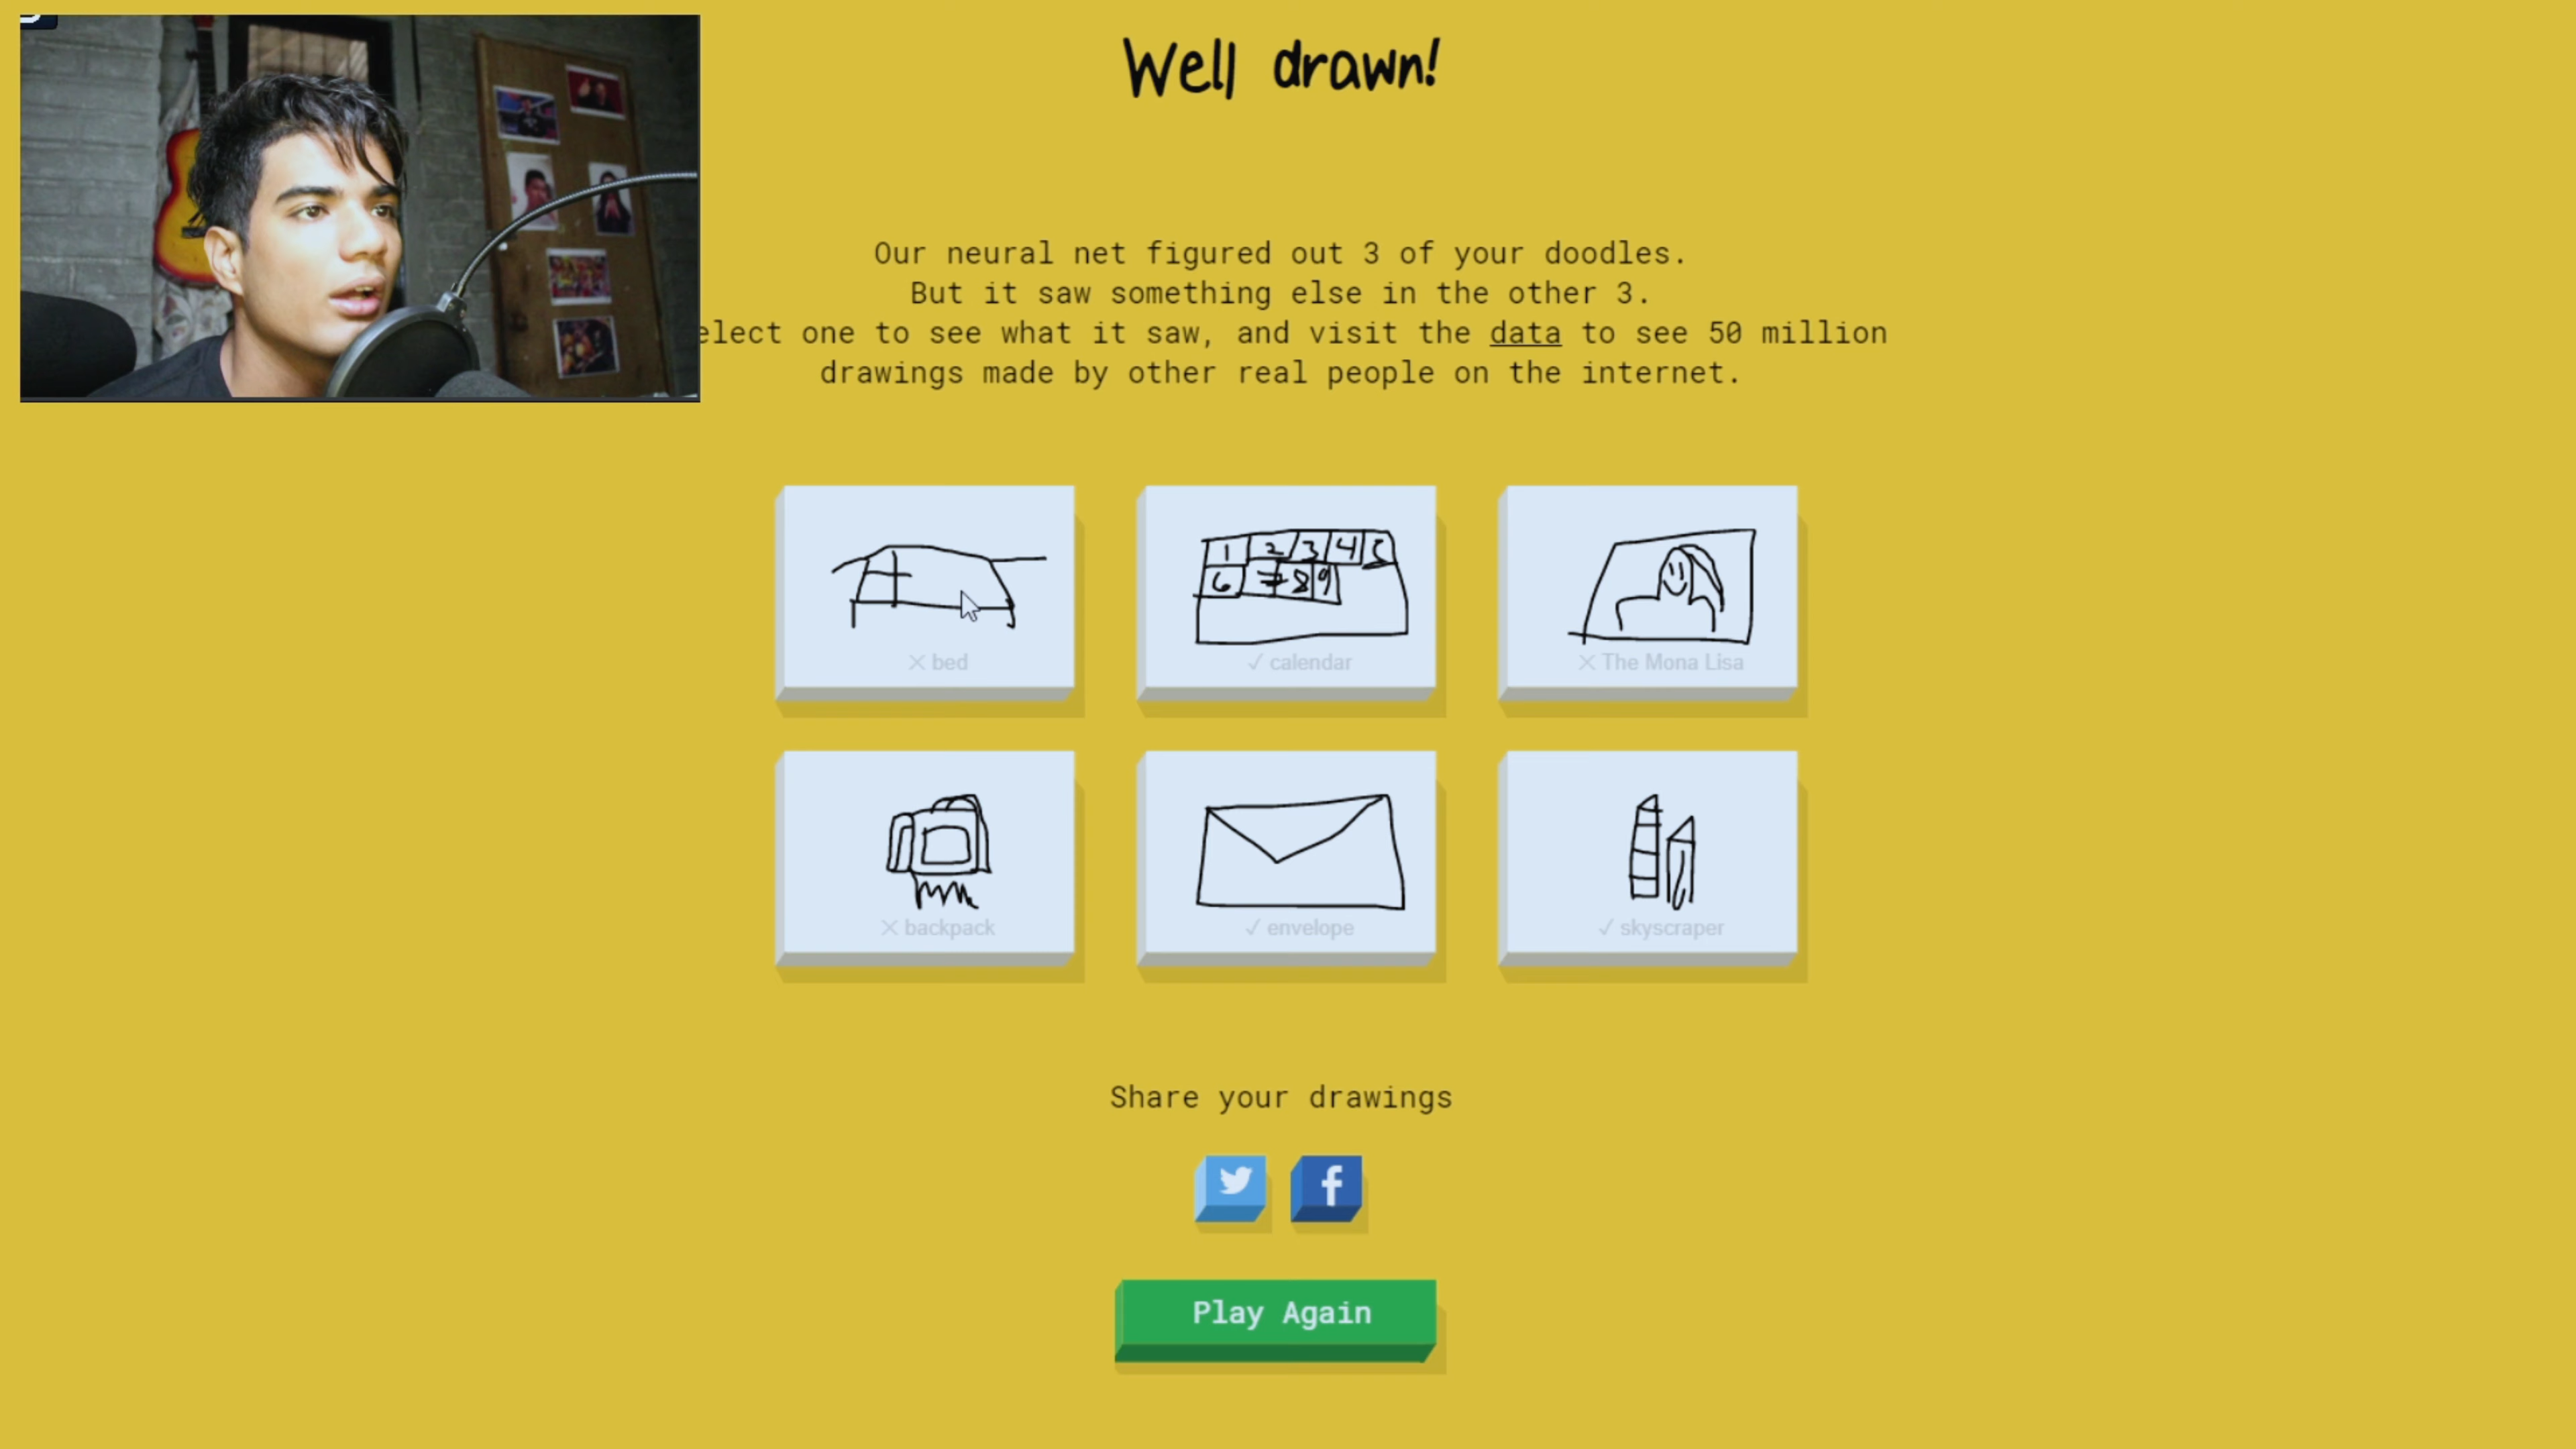 Well drawn!
Our neural net figured out 3 of your doodles.
But it saw something else in the other 3.
elect one to see what it saw, and visit the data to see 50 million
drawings made by other real people on the internet.
1 2 3 4 5
6 7 8 9
× bed
✓ calendar
× The Mona Lisa
× backpack
✓ envelope
✓ skyscraper
Share your drawings
f
Play Again